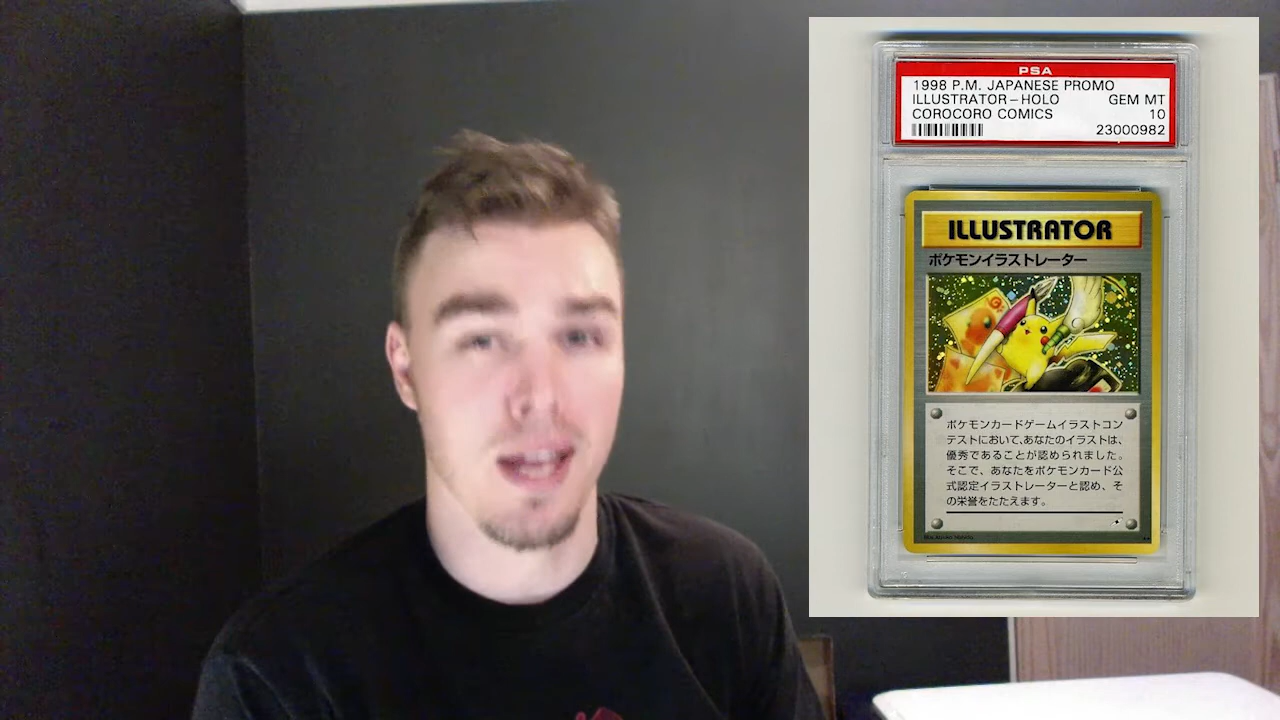 PSA
1998 P.M. JAPANESE PROMO
ILLUSTRATOR-HOLO GEM MT
COROCORO COMICS 10
23000982
ILLUSTRATOR
ポケモンイラストレーター
ポケモンカードゲームイラストコン
テストにおいて、あなたのイラストは、
優秀であることが認められました。
そこで、あなたをポケモンカード公
式認定イラストレーターと認め、そ
の栄誉をたたえます。